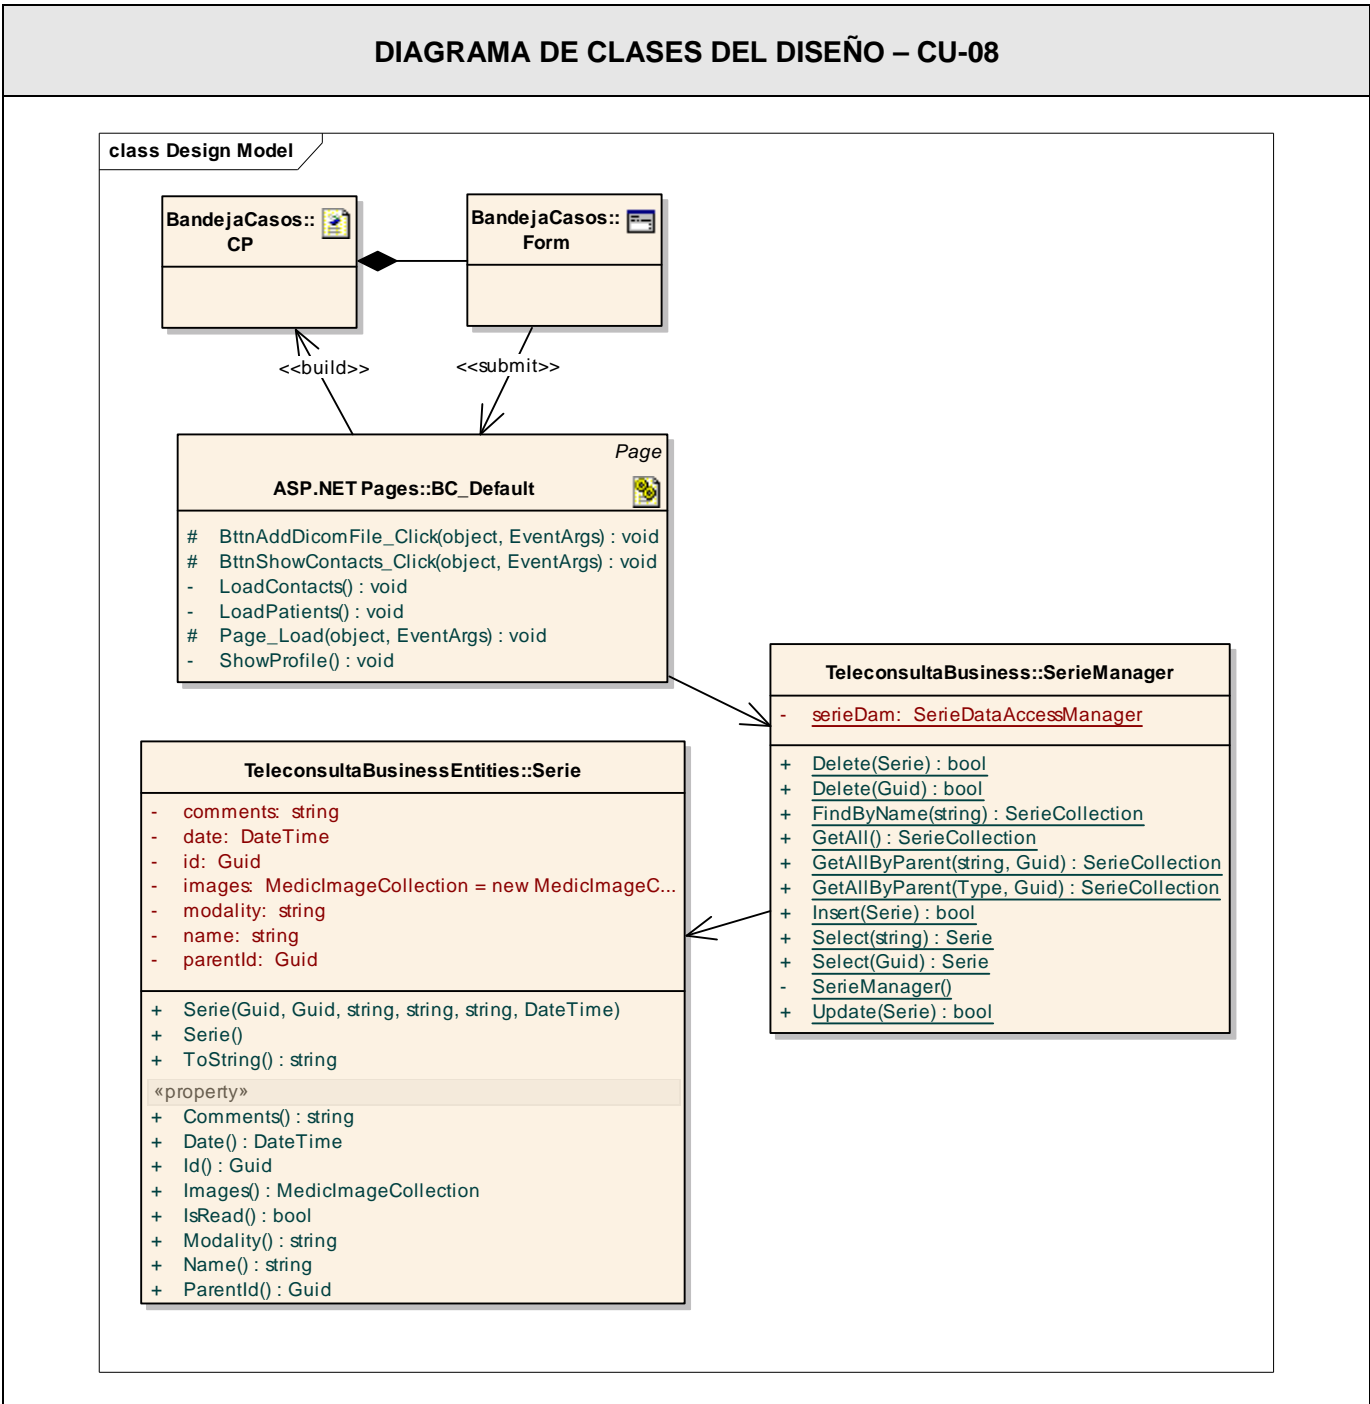 DIAGRAMA DE CLASES DEL DISEÑO – CU-08
class Design Model
BandejaCasos::
CP
BandejaCasos::
Form
<<build>>
<<submit>>
Page
ASP.NET Pages::BC_Default
# BttnAddDicomFile_Click(object, EventArgs) : void
# BttnShowContacts_Click(object, EventArgs) : void
- LoadContacts() : void
- LoadPatients() : void
# Page_Load(object, EventArgs) : void
- ShowProfile() : void
TeleconsultaBusiness::SerieManager
- serieDam: SerieDataAccessManager
+ Delete(Serie) : bool
+ Delete(Guid) : bool
+ FindByName(string) : SerieCollection
+ GetAll() : SerieCollection
+ GetAllByParent(string, Guid) : SerieCollection
+ GetAllByParent(Type, Guid) : SerieCollection
+ Insert(Serie) : bool
+ Select(string) : Serie
+ Select(Guid) : Serie
- SerieManager()
+ Update(Serie) : bool
TeleconsultaBusinessEntities::Serie
- comments: string
- date: DateTime
- id: Guid
- images: MedicImageCollection = new MedicImageC...
- modality: string
- name: string
- parentId: Guid
+ Serie(Guid, Guid, string, string, string, DateTime)
+ Serie()
+ ToString() : string
«property»
+ Comments() : string
+ Date() : DateTime
+ Id() : Guid
+ Images() : MedicImageCollection
+ IsRead() : bool
+ Modality() : string
+ Name() : string
+ ParentId() : Guid